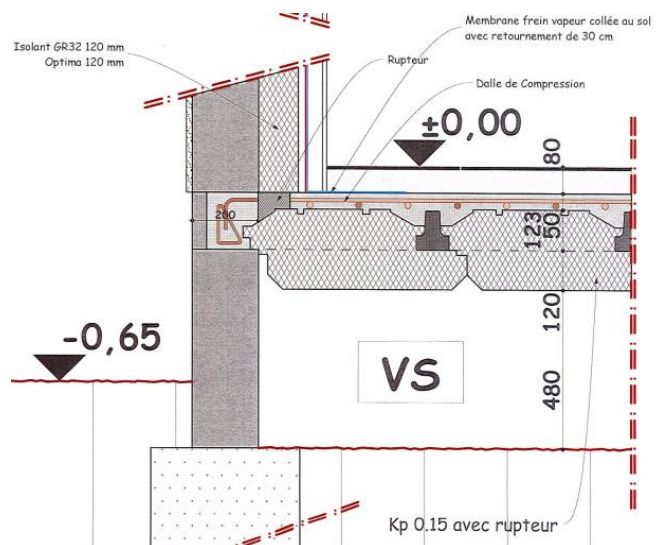 Membrane frein vapeur collée au sol
avec retournement de 30 cm
Isolant GR32 120 mm
Optima 120 mm
Rupteur
Dalle de Compression
±0,00
80
200
50
123
120
-0,65
VS
480
Kp 0.15 avec rupteur